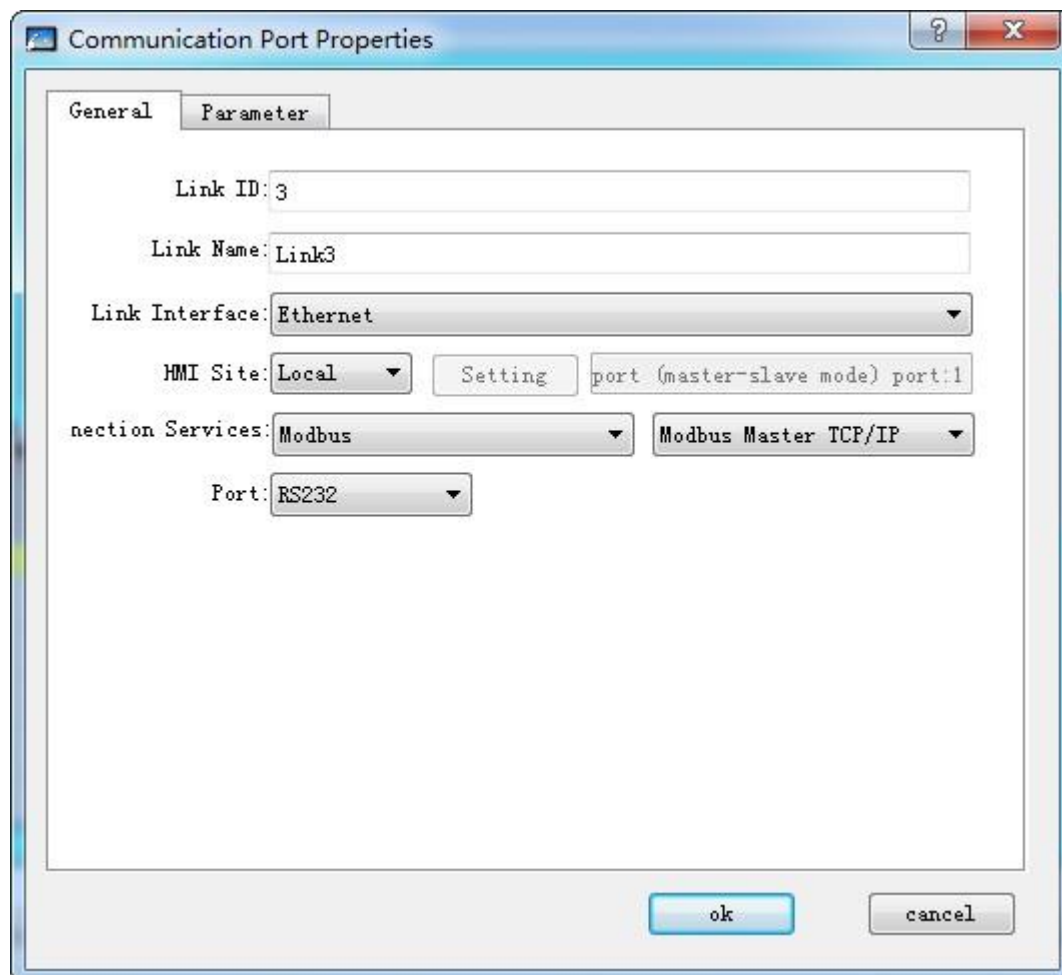 Communication Port Properties
General Parameter
Link ID: 3
Link Name: Link3
Link Interface: Ethernet
HMI Site: Local Setting port (master-slave mode) port:1
nection Services: Modbus Modbus Master TCP/IP
Port: RS232
ok cancel